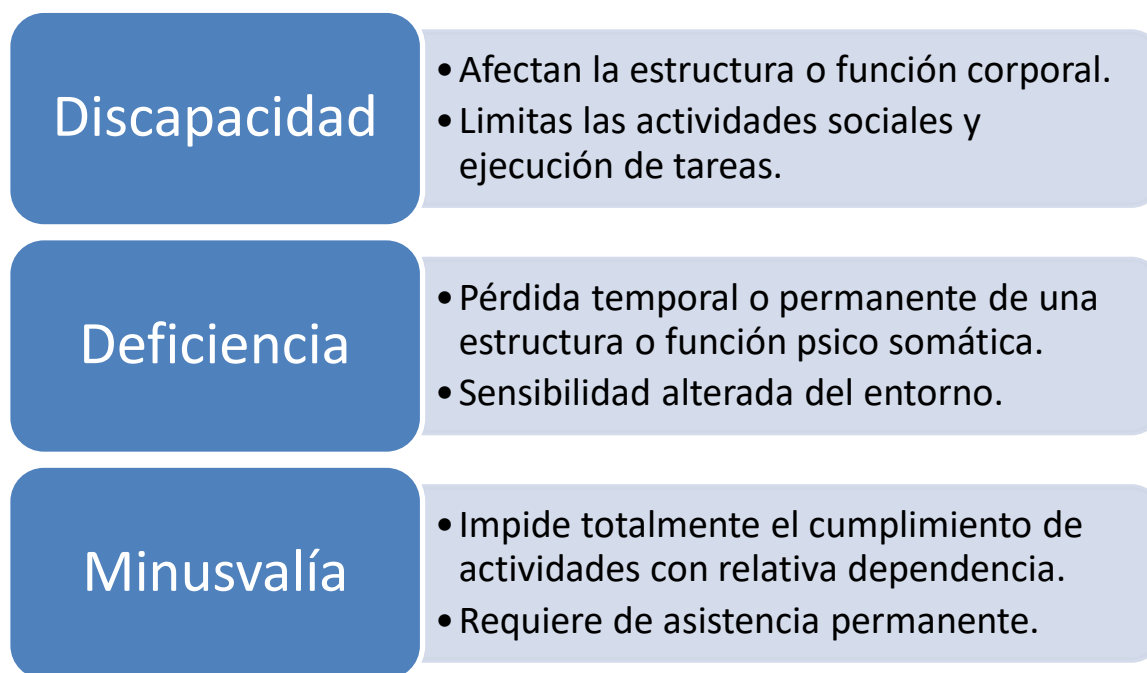 Discapacidad
• Afectan la estructura o función corporal.
• Limitas las actividades sociales y
ejecución de tareas.
Deficiencia
• Pérdida temporal o permanente de una
estructura o función psico somática.
• Sensibilidad alterada del entorno.
Minusvalía
• Impide totalmente el cumplimiento de
actividades con relativa dependencia.
• Requiere de asistencia permanente.